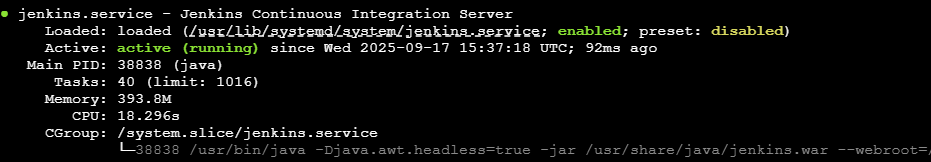 ● jenkins.service - Jenkins Continuous Integration Server
Loaded: loaded (/usr/lib/systemd/system/jenkins.service; enabled; preset: disabled)
Active: active (running) since Wed 2025-09-17 15:37:18 UTC; 92ms ago
Main PID: 38838 (java)
Tasks: 40 (limit: 1016)
Memory: 393.8M
CPU: 18.296s
CGroup: /system.slice/jenkins.service
└─38838 /usr/bin/java -Djava.awt.headless=true -jar /usr/share/java/jenkins.war --webroot=/